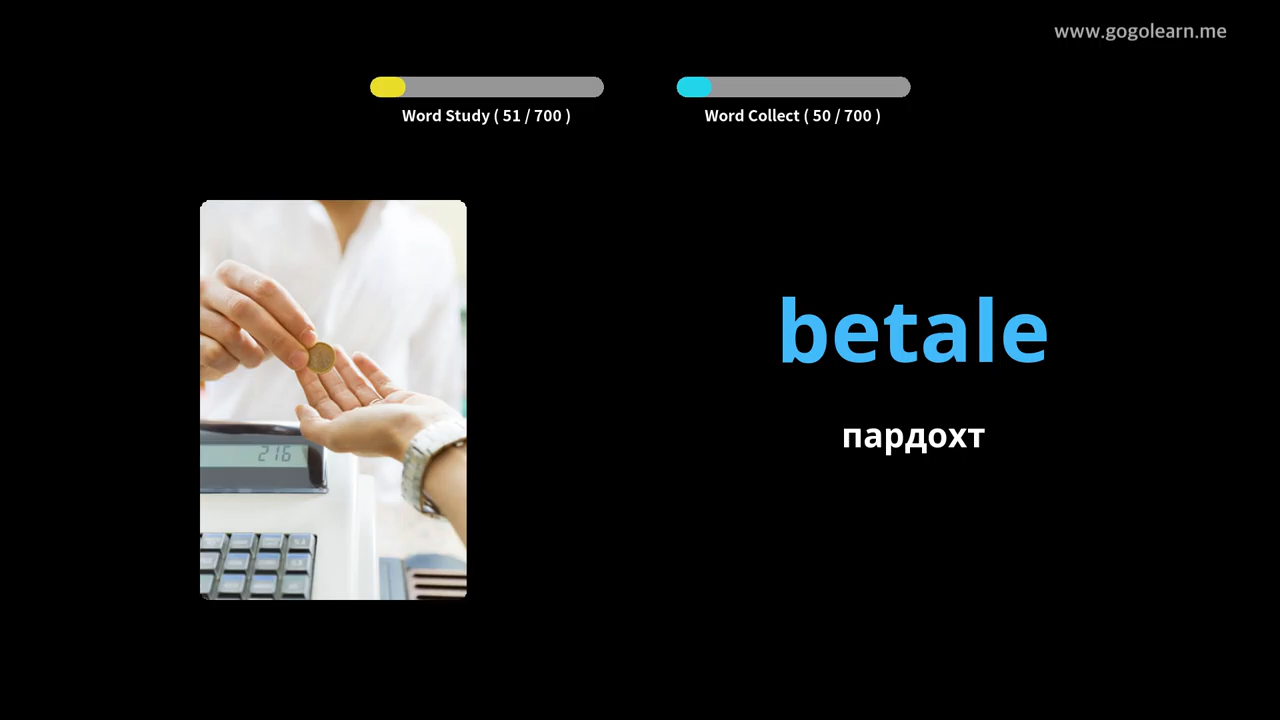 www.gogolearn.me
Word Study ( 51 / 700 )
Word Collect ( 50 / 700 )
betale
пардохт
216